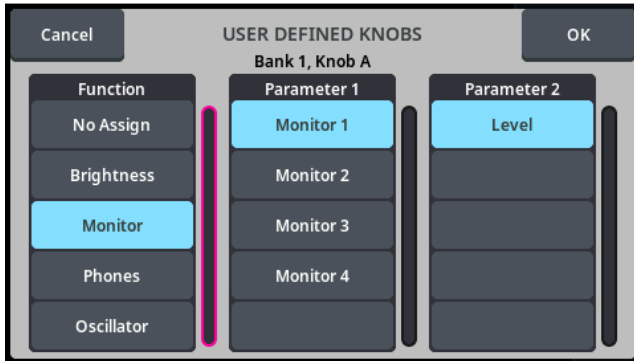 Cancel
USER DEFINED KNOBS
OK
Bank 1, Knob A
Function
No Assign
Brightness
Monitor
Phones
Oscillator
Parameter 1
Monitor 1
Monitor 2
Monitor 3
Monitor 4
Parameter 2
Level